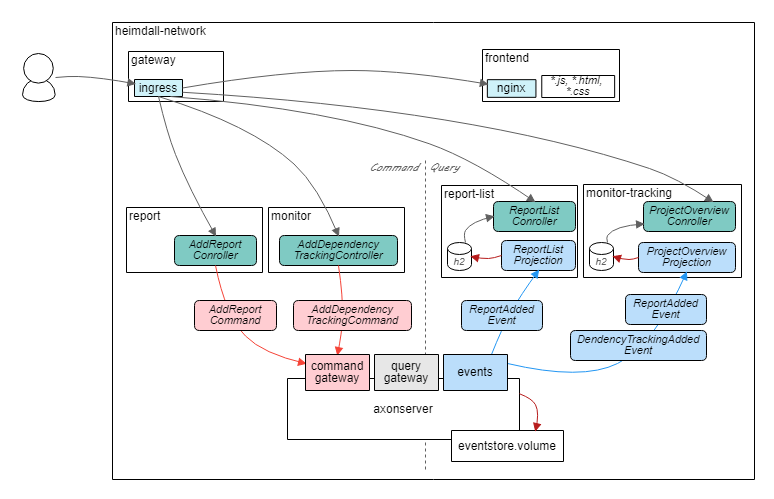 heimdall-network
gateway
ingress
frontend
nginx
*.js, *.html,
*.css
Command
Query
report
AddReport
Controller
monitor
AddDependency
TrackingController
report-list
ReportList
Conroller
h2
ReportList
Projection
monitor-tracking
ProjectOverview
Conroller
h2
ProjectOverview
Projection
AddReport
Command
AddDependency
TrackingCommand
ReportAdded
Event
ReportAdded
Event
DendencyTrackingAdded
Event
command
gateway
query
gateway
events
axonserver
eventstore.volume